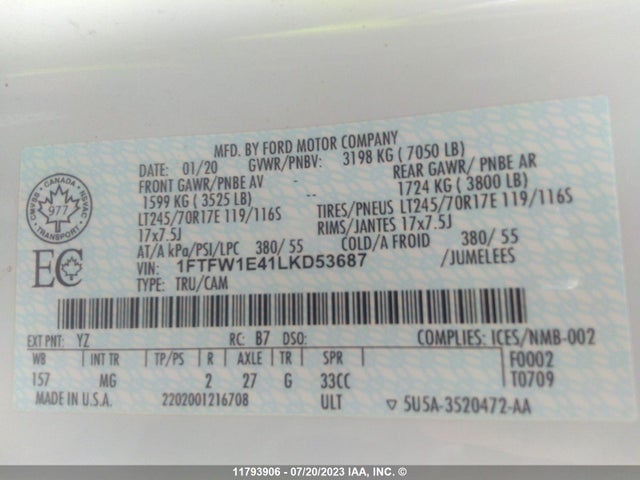 MFD. BY FORD MOTOR COMPANY
DATE: 01/20 GVWR/PNBV: 3198 KG ( 7050 LB)
FRONT GAWR/PNBE AV REAR GAWR/ PNBE AR
1599 KG ( 3525 LB) -- 1724 KG ( 3800 LB)
LT245/70R17E 119/116S TIRES/PNEUS LT245/70R17E 119/116S
17x7.5J RIMS/JANTES 17x7.5J
AT/A kPa/PSI/LPC 380/ 55 COLD/A FROID 380/ 55
VIN: 1FTFW1E41LKD53687 /JUMELEES
TYPE: TRU/CAM
CANADA
CMVSS 977 NSVAC
TRANSPORT
EC
EXT PNT: YZ RC: B7 DSO: COMPLIES: ICES/NMB-002
WB INT TR TP/PS R AXLE TR SPR F0002
157 MG 2 27 G 33CC T0709
MADE IN U.S.A. 2202001216708 ULT ▽ 5U5A-3520472-AA
11793906 - 07/20/2023 - IAA, INC. ©